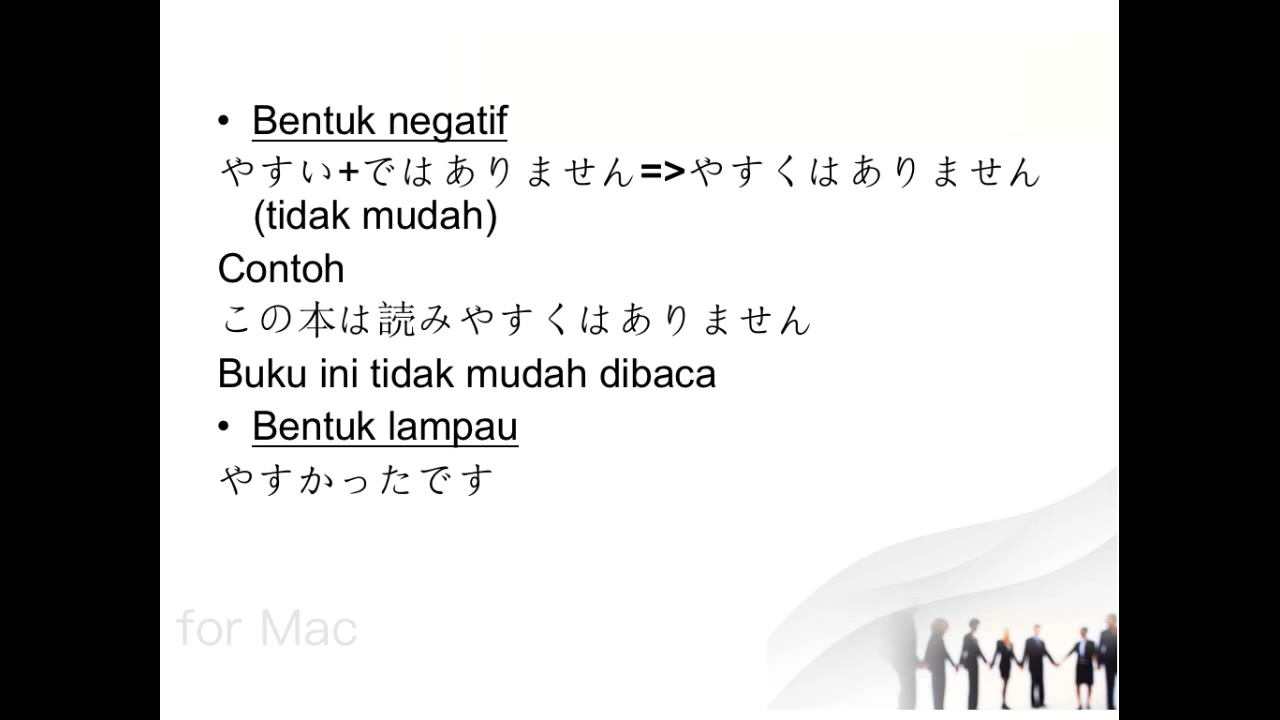 • Bentuk negatif
やすい+ではありません=>やすくはありません
(tidak mudah)
Contoh
この本は読みやすくはありません
Buku ini tidak mudah dibaca
• Bentuk lampau
やすかったです
for Mac